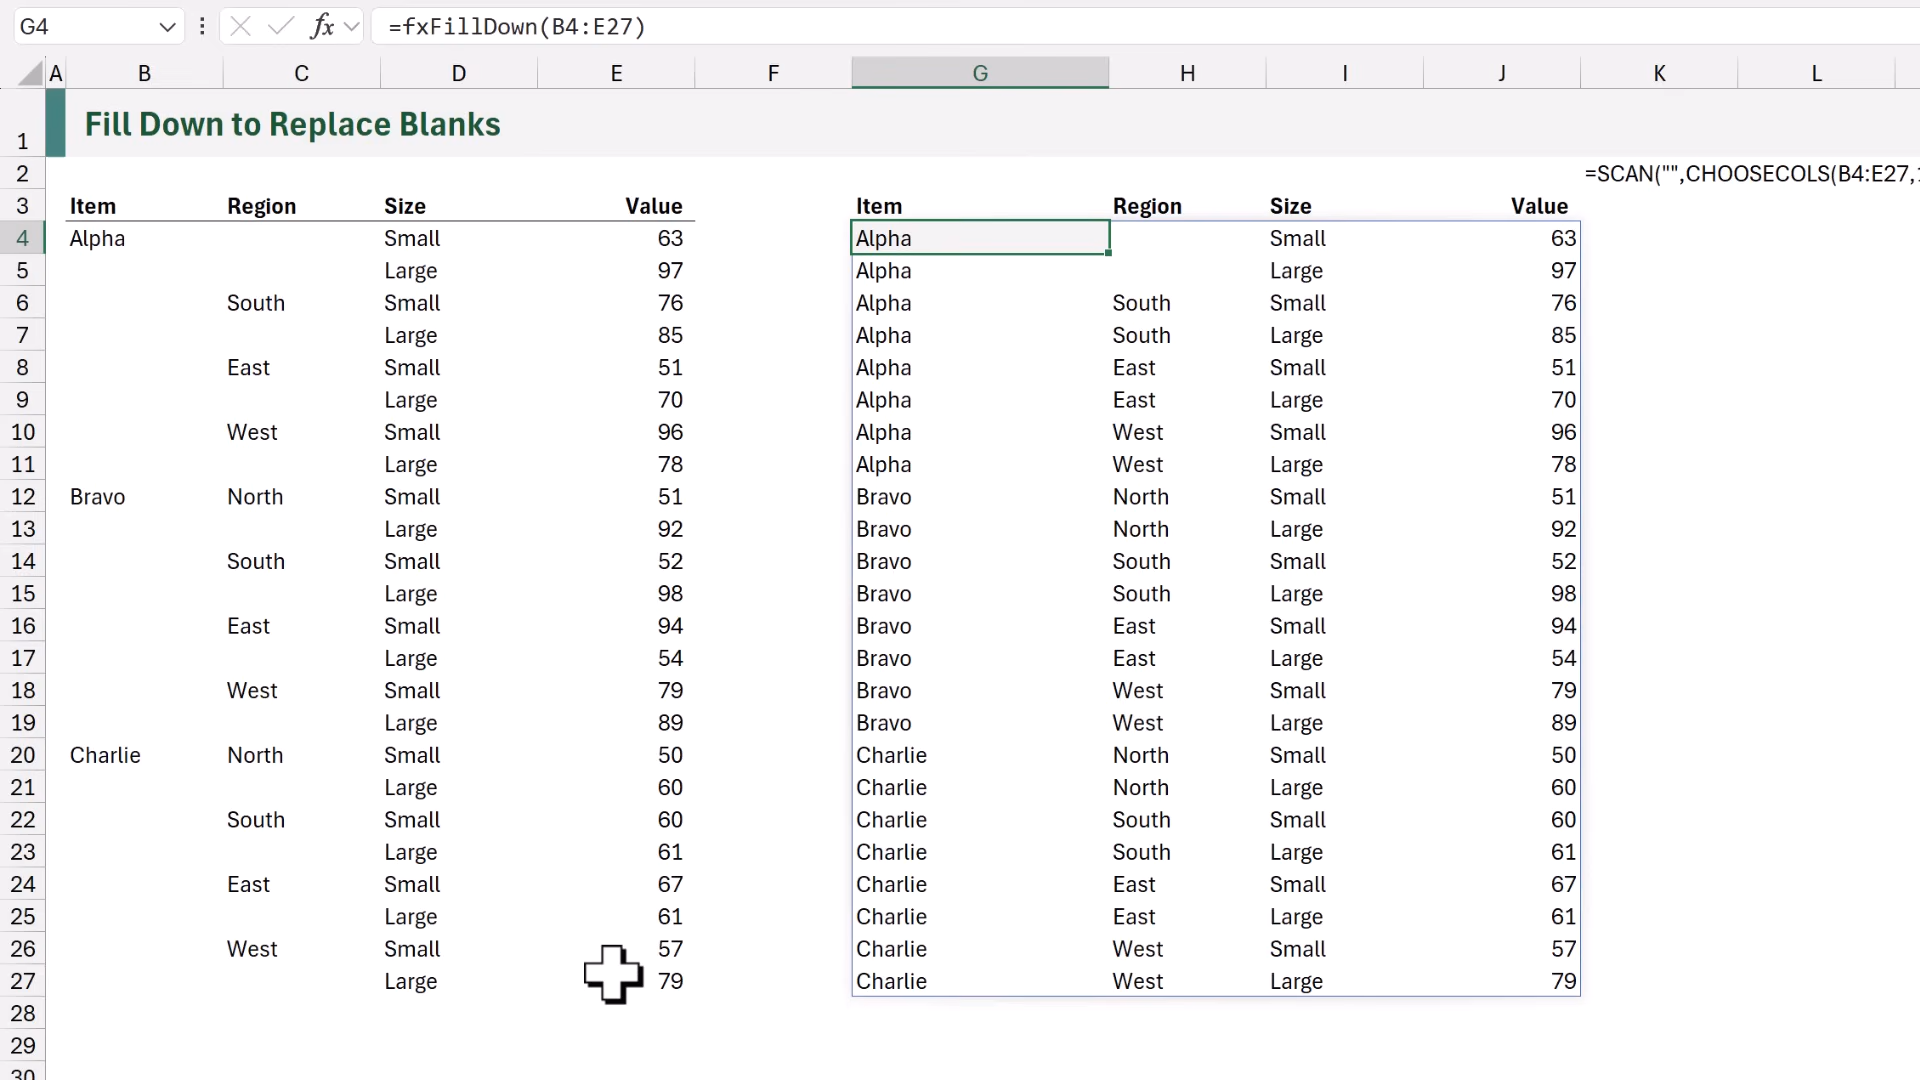 G4 fx =fxFillDown(B4:E27)
A B C D E F G H I J K L
1 Fill Down to Replace Blanks
2 =SCAN("",CHOOSECOLS(B4:E27,
3 Item Region Size Value Item Region Size Value
4 Alpha Small 63 Alpha Small 63
5 Large 97 Alpha Large 97
6 South Small 76 Alpha South Small 76
7 Large 85 Alpha South Large 85
8 East Small 51 Alpha East Small 51
9 Large 70 Alpha East Large 70
10 West Small 96 Alpha West Small 96
11 Large 78 Alpha West Large 78
12 Bravo North Small 51 Bravo North Small 51
13 Large 92 Bravo North Large 92
14 South Small 52 Bravo South Small 52
15 Large 98 Bravo South Large 98
16 East Small 94 Bravo East Small 94
17 Large 54 Bravo East Large 54
18 West Small 79 Bravo West Small 79
19 Large 89 Bravo West Large 89
20 Charlie North Small 50 Charlie North Small 50
21 Large 60 Charlie North Large 60
22 South Small 60 Charlie South Small 60
23 Large 61 Charlie South Large 61
24 East Small 67 Charlie East Small 67
25 Large 61 Charlie East Large 61
26 West Small 57 Charlie West Small 57
27 Large 79 Charlie West Large 79
28
29
30